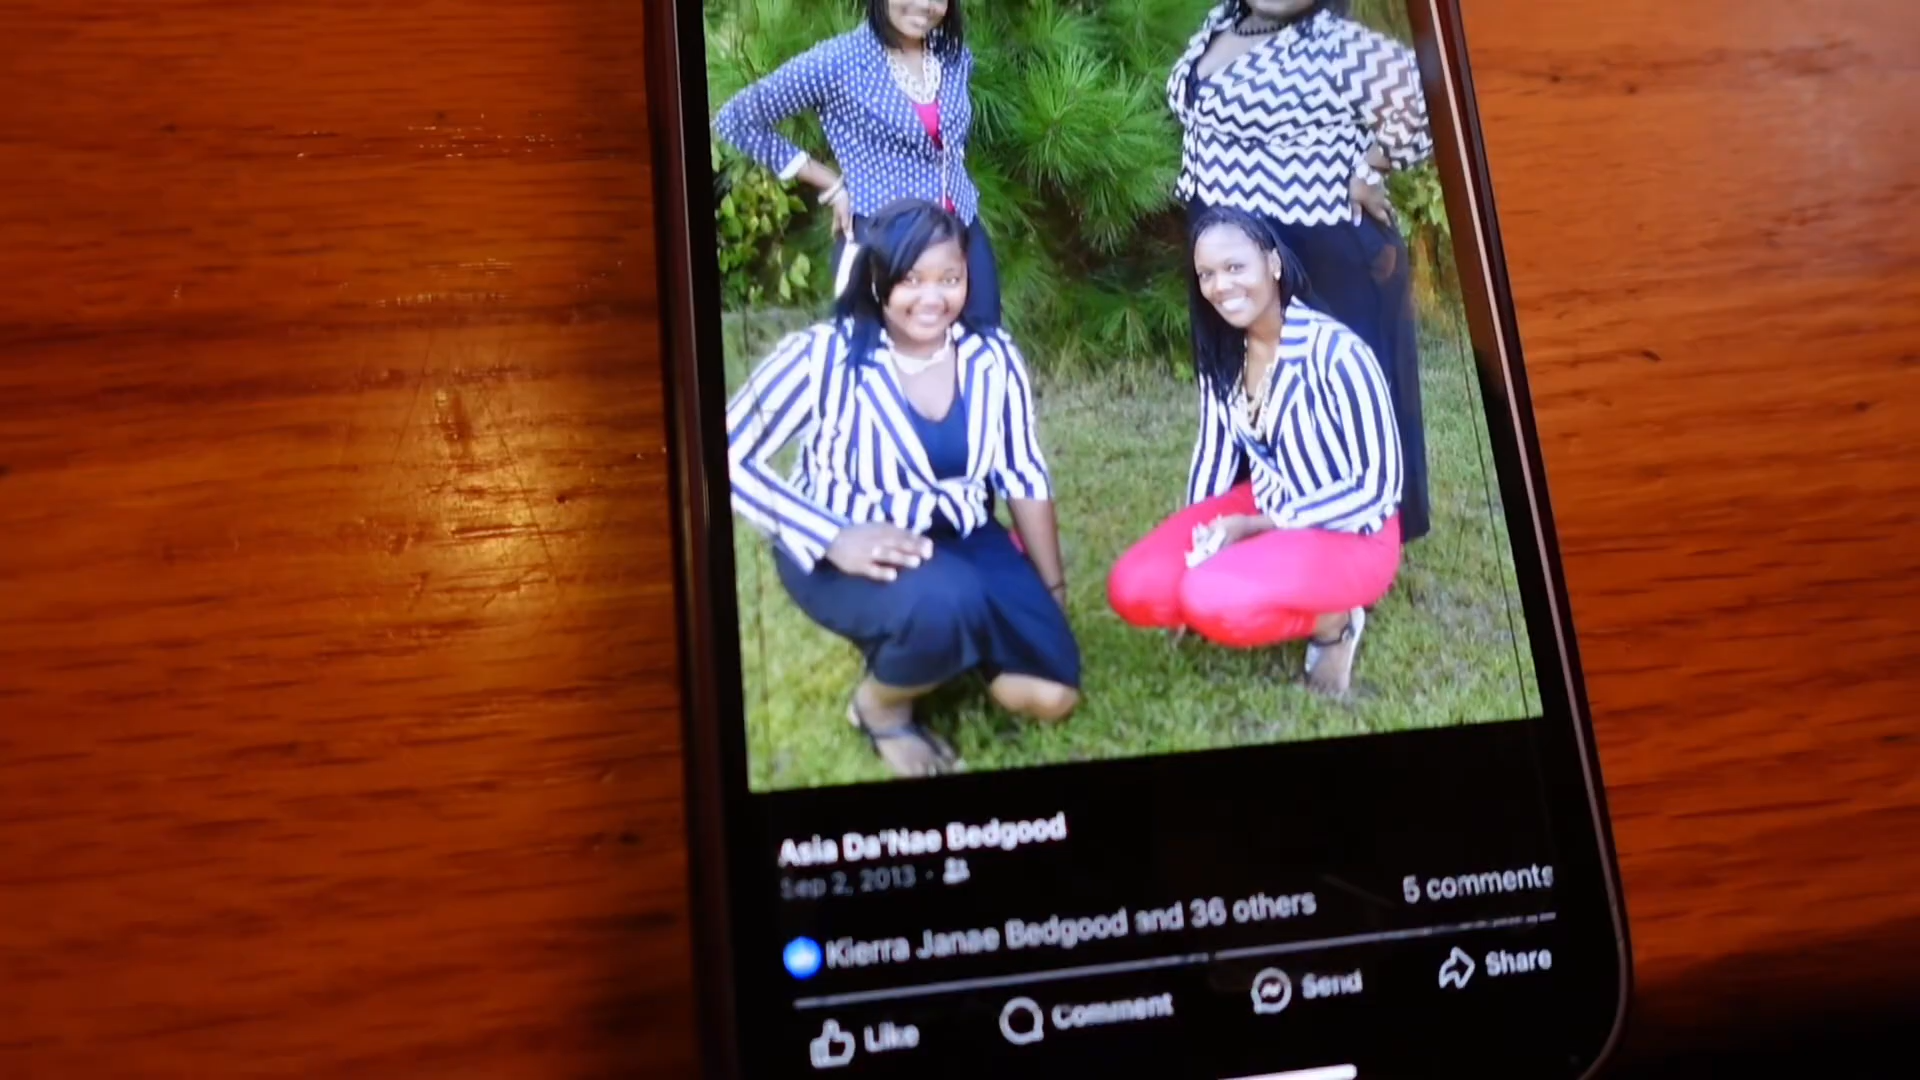 Asia Da'Nae Bedgood
Sep 2, 2013
Kierra Janae Bedgood and 36 others
5 comments
Like
Comment
Send
Share